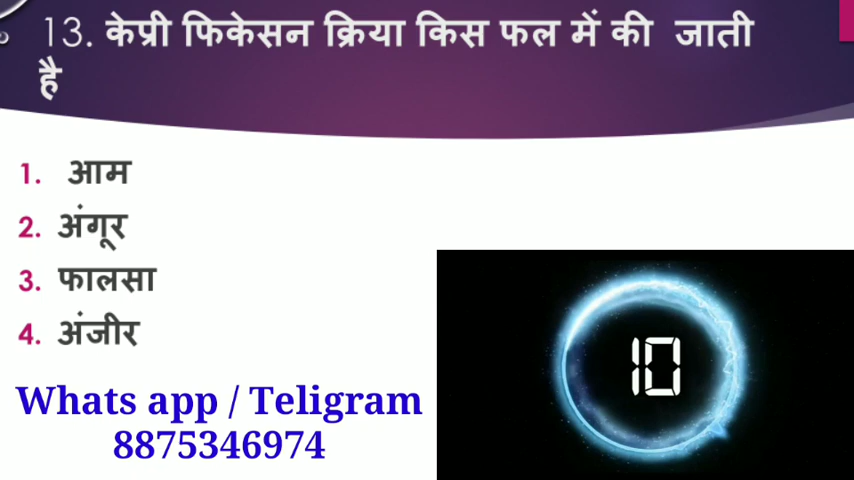 13. केप्री फिकेसन क्रिया किस फल में की जाती
है
1. आम
2. अंगूर
3. फालसा
4. अंजीर
Whats app / Teligram
8875346974
10